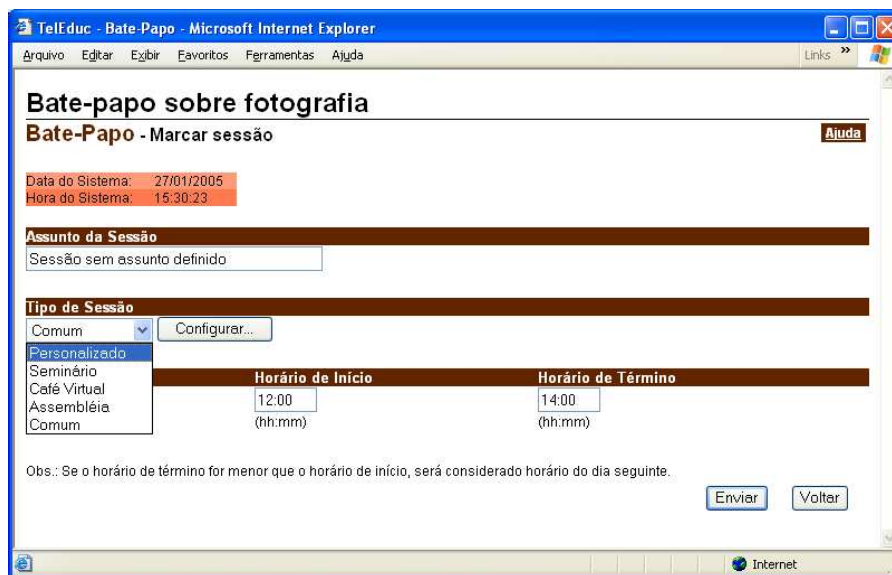 TelEduc - Bate-Papo - Microsoft Internet Explorer
Arquivo Editar Exibir Favoritos Ferramentas Ajuda Links »
Bate-papo sobre fotografia
Bate-Papo - Marcar sessão Ajuda
Data do Sistema: 27/01/2005
Hora do Sistema: 15:30:23
Assunto da Sessão
Sessão sem assunto definido
Tipo de Sessão
Comum Configurar...
Personalizado
Seminário
Café Virtual
Assembléia
Comum
Horário de Início Horário de Término
12:00 14:00
(hh:mm) (hh:mm)
Obs.: Se o horário de término for menor que o horário de início, será considerado horário do dia seguinte.
Enviar Voltar
Internet